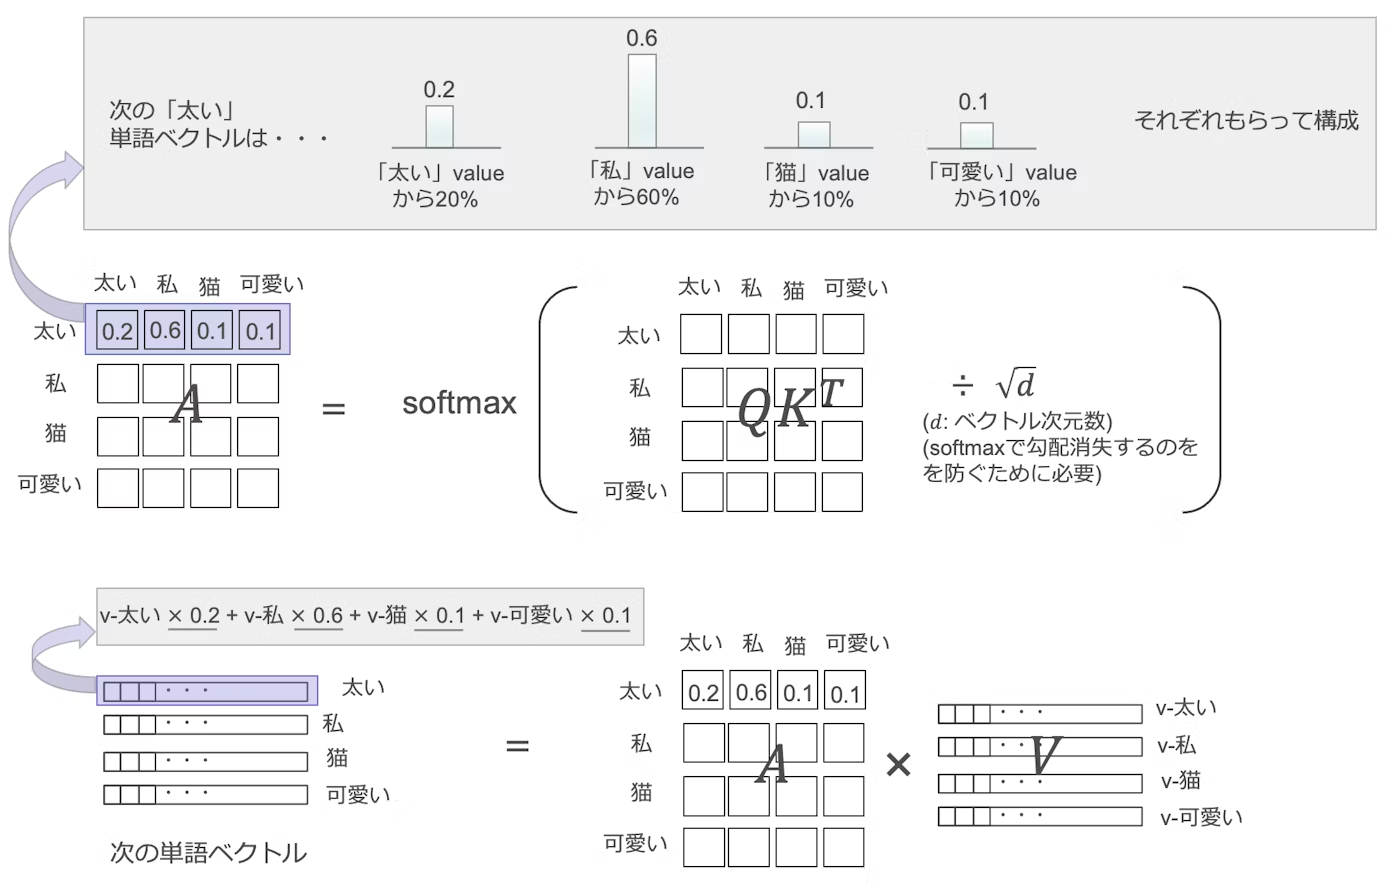 次の「太い」
単語ベクトルは・・・
0.2
0.6
0.1
0.1
「太い」value
から20%
「私」value
から60%
「猫」value
から10%
「可愛い」value
から10%
それぞれもらって構成
太い 私 猫 可愛い
太い 0.2 0.6 0.1 0.1
私
猫
可愛い
A
=
softmax
太い 私 猫 可愛い
太い
私
猫
可愛い
QK^T
÷ √d
(d: ベクトル次元数)
(softmaxで勾配消失するのを
を防ぐために必要)
v-太い × 0.2 + v-私 × 0.6 + v-猫 × 0.1 + v-可愛い × 0.1
・・・ 太い
・・・ 私
・・・ 猫
・・・ 可愛い
次の単語ベクトル
=
太い 私 猫 可愛い
太い 0.2 0.6 0.1 0.1
私
猫
可愛い
A
×
・・・ v-太い
・・・ v-私
・・・ v-猫
・・・ v-可愛い
V